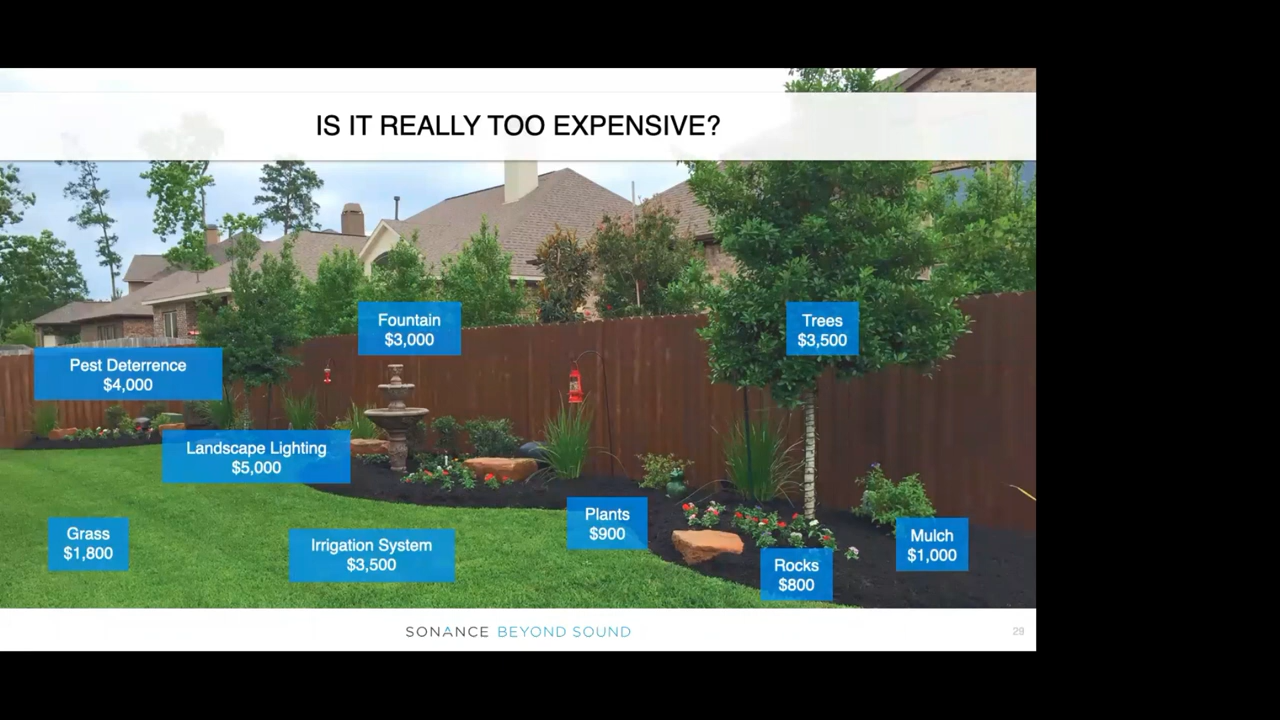 IS IT REALLY TOO EXPENSIVE?
Fountain
$3,000
Trees
$3,500
Pest Deterrence
$4,000
Landscape Lighting
$5,000
Plants
$900
Grass
$1,800
Irrigation System
$3,500
Mulch
$1,000
Rocks
$800
SONANCE BEYOND SOUND
29